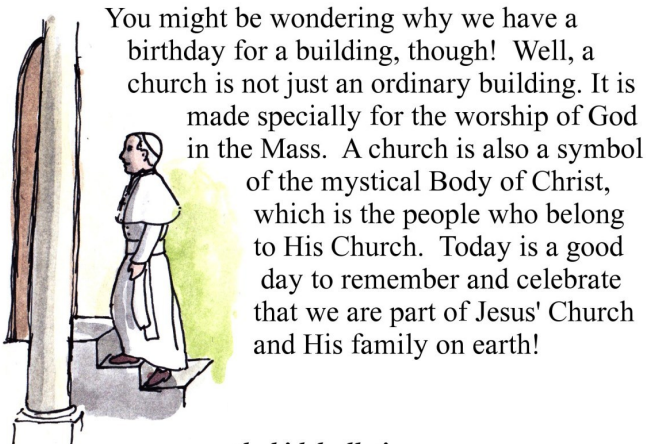 You might be wondering why we have a
birthday for a building, though!  Well, a
church is not just an ordinary building. It is
made specially for the worship of God
in the Mass.  A church is also a symbol
of the mystical Body of Christ,
which is the people who belong
to His Church.  Today is a good
day to remember and celebrate
that we are part of Jesus' Church
and His family on earth!